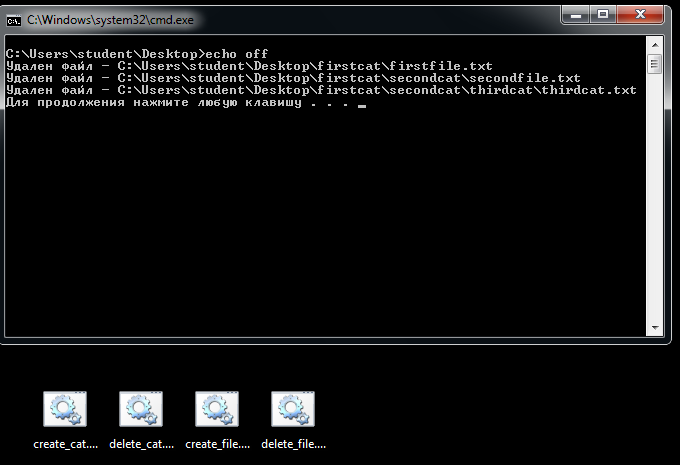 C:\Windows\system32\cmd.exe
C:\Users\student\Desktop>echo off
Удален файл - C:\Users\student\Desktop\firstcat\firstfile.txt
Удален файл - C:\Users\student\Desktop\firstcat\secondcat\secondfile.txt
Удален файл - C:\Users\student\Desktop\firstcat\secondcat\thirdcat\thirdcat.txt
Для продолжения нажмите любую клавишу . . .
create_cat.... delete_cat.... create_file.... delete_file....